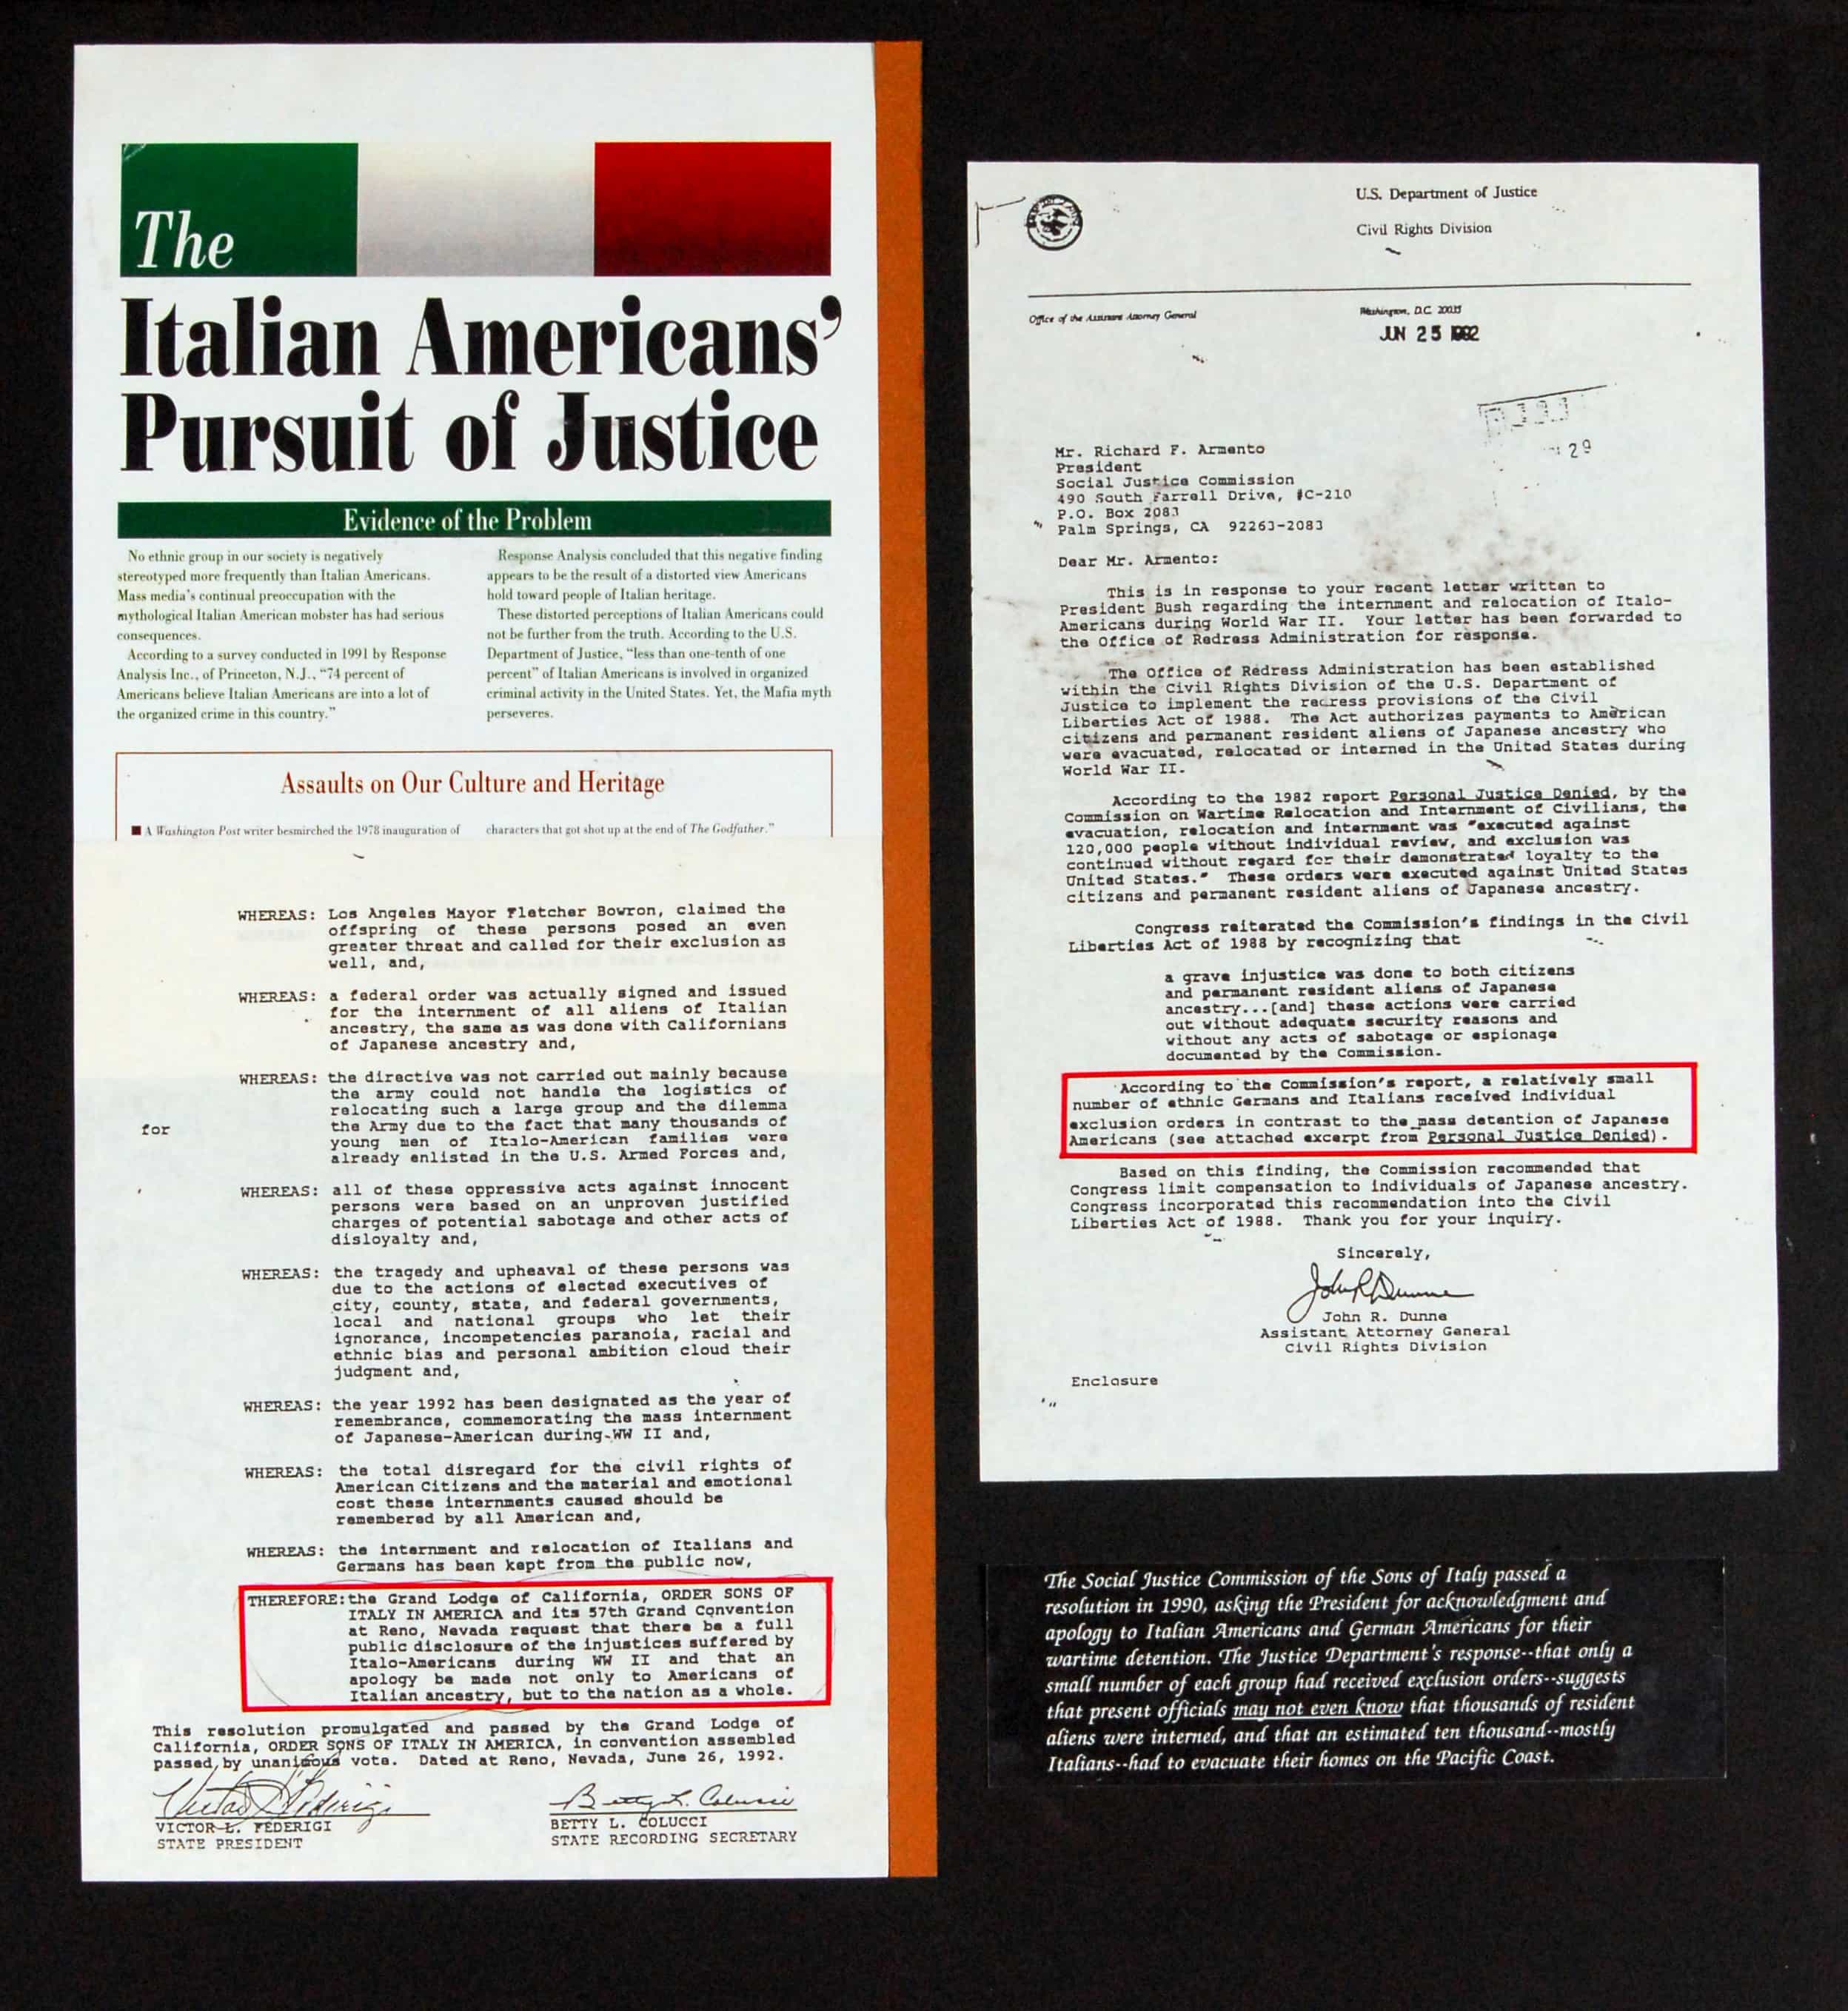 The
Italian Americans'
Pursuit of Justice
Evidence of the Problem
No ethnic group in our society is negatively
stereotyped more frequently than Italian Americans.
Mass media's continual preoccupation with the
mythological Italian American mobster has had serious
consequences.
According to a survey conducted in 1991 by Response
Analysis Inc., of Princeton, N.J., "74 percent of
Americans believe Italian Americans are into a lot of
the organized crime in this country."
Response Analysis concluded that this negative finding
appears to be the result of a distorted view Americans
hold toward people of Italian heritage.
These distorted perceptions of Italian Americans could
not be further from the truth. According to the U.S.
Department of Justice, "less than one-tenth of one
percent" of Italian Americans is involved in organized
criminal activity in the United States. Yet, the Mafia myth
perseveres.
Assaults on Our Culture and Heritage
■ A Washington Post writer besmirched the 1978 inauguration of
characters that got shot up at the end of The Godfather."
WHEREAS: Los Angeles Mayor Fletcher Bowron, claimed the
offspring of these persons posed an even
greater threat and called for their exclusion as
well, and,
WHEREAS: a federal order was actually signed and issued
for the internment of all aliens of Italian
ancestry, the same as was done with Californians
of Japanese ancestry and,
WHEREAS: the directive was not carried out mainly because
the army could not handle the logistics of
relocating such a large group and the dilemma
for the Army due to the fact that many thousands of
young men of Italo-American families were
already enlisted in the U.S. Armed Forces and,
WHEREAS: all of these oppressive acts against innocent
persons were based on an unproven justified
charges of potential sabotage and other acts of
disloyalty and,
WHEREAS: the tragedy and upheaval of these persons was
due to the actions of elected executives of
city, county, state, and federal governments,
local and national groups who let their
ignorance, incompetencies paranoia, racial and
ethnic bias and personal ambition cloud their
judgment and,
WHEREAS: the year 1992 has been designated as the year of
remembrance, commemorating the mass internment
of Japanese-American during WW II and,
WHEREAS: the total disregard for the civil rights of
American Citizens and the material and emotional
cost these internments caused should be
remembered by all American and,
WHEREAS: the internment and relocation of Italians and
Germans has been kept from the public now,
THEREFORE: the Grand Lodge of California, ORDER SONS OF
ITALY IN AMERICA and its 57th Grand Convention
at Reno, Nevada request that there be a full
public disclosure of the injustices suffered by
Italo-Americans during WW II and that an
apology be made not only to Americans of
Italian ancestry, but to the nation as a whole.
This resolution promulgated and passed by the Grand Lodge of
California, ORDER SONS OF ITALY IN AMERICA, in convention assembled
passed by unanimous vote. Dated at Reno, Nevada, June 26, 1992.
Victor L. Federigi
VICTOR L. FEDERIGI
STATE PRESIDENT
Betty L. Colucci
BETTY L. COLUCCI
STATE RECORDING SECRETARY
U.S. Department of Justice
Civil Rights Division
Office of the Assistant Attorney General
Washington, D.C. 20035
JUN 25 1992
29
Mr. Richard F. Armento
President
Social Justice Commission
490 South Farrell Drive, #C-210
P.O. Box 2083
Palm Springs, CA 92263-2083
Dear Mr. Armento:
This is in response to your recent letter written to
President Bush regarding the internment and relocation of Italo-
Americans during World War II. Your letter has been forwarded to
the Office of Redress Administration for response.
The Office of Redress Administration has been established
within the Civil Rights Division of the U.S. Department of
Justice to implement the redress provisions of the Civil
Liberties Act of 1988. The Act authorizes payments to American
citizens and permanent resident aliens of Japanese ancestry who
were evacuated, relocated or interned in the United States during
World War II.
According to the 1982 report Personal Justice Denied, by the
Commission on Wartime Relocation and Internment of Civilians, the
evacuation, relocation and internment was "executed against
120,000 people without individual review, and exclusion was
continued without regard for their demonstrated loyalty to the
United States." These orders were executed against United States
citizens and permanent resident aliens of Japanese ancestry.
Congress reiterated the Commission's findings in the Civil
Liberties Act of 1988 by recognizing that
a grave injustice was done to both citizens
and permanent resident aliens of Japanese
ancestry...[and] these actions were carried
out without adequate security reasons and
without any acts of sabotage or espionage
documented by the Commission.
According to the Commission's report, a relatively small
number of ethnic Germans and Italians received individual
exclusion orders in contrast to the mass detention of Japanese
Americans (see attached excerpt from Personal Justice Denied).
Based on this finding, the Commission recommended that
Congress limit compensation to individuals of Japanese ancestry.
Congress incorporated this recommendation into the Civil
Liberties Act of 1988. Thank you for your inquiry.
Sincerely,
John R Dunne
John R. Dunne
Assistant Attorney General
Civil Rights Division
Enclosure
The Social Justice Commission of the Sons of Italy passed a
resolution in 1990, asking the President for acknowledgment and
apology to Italian Americans and German Americans for their
wartime detention. The Justice Department's response--that only a
small number of each group had received exclusion orders--suggests
that present officials may not even know that thousands of resident
aliens were interned, and that an estimated ten thousand--mostly
Italians--had to evacuate their homes on the Pacific Coast.